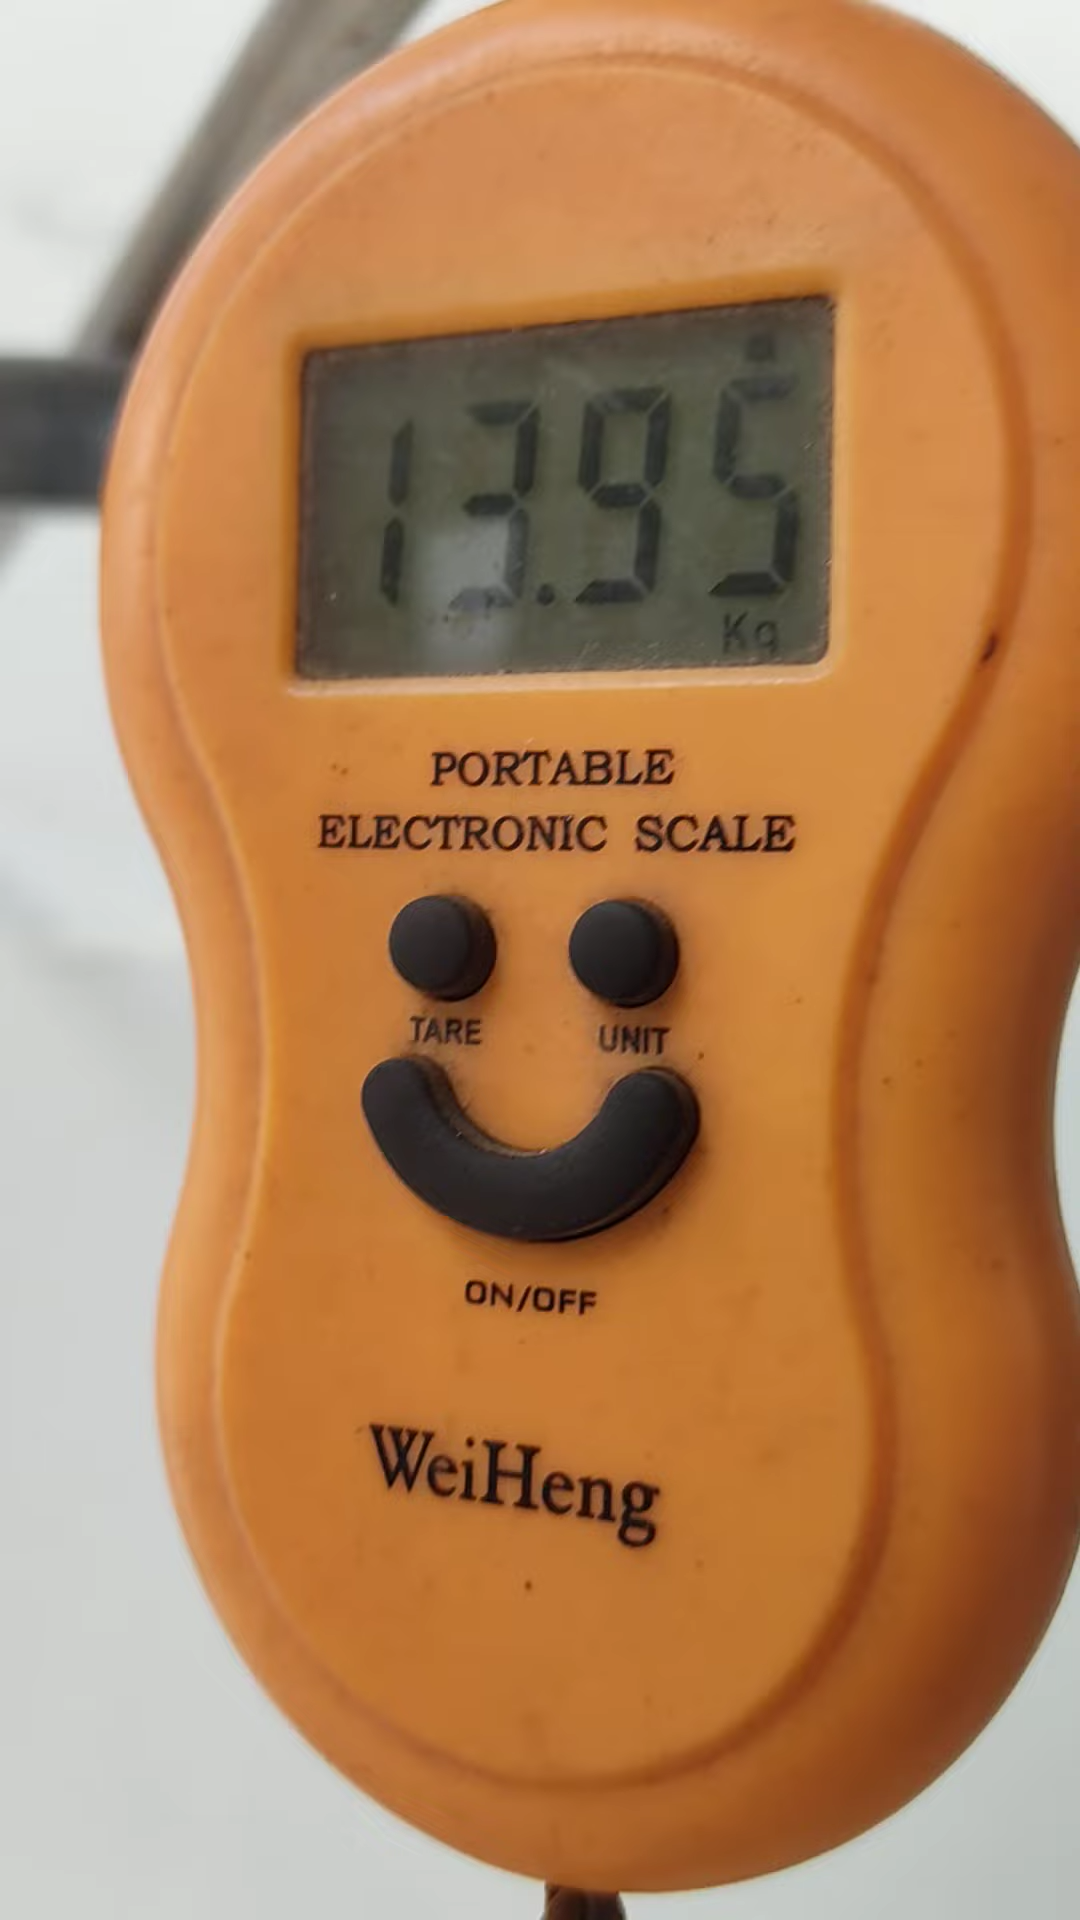 13.95
Kg
PORTABLE
ELECTRONIC SCALE
TARE UNIT
ON/OFF
WeiHeng